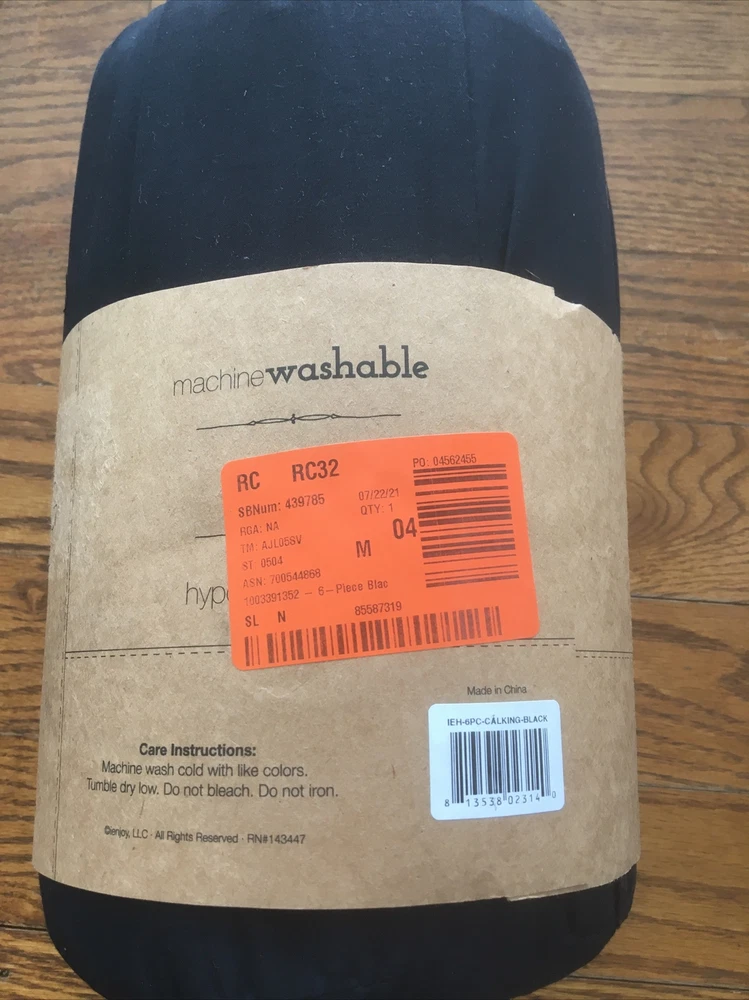 machinewashable
RC RC32
PO: 04562455
SBNum: 439785
07/22/21
RGA: NA
QTY: 1
TM: AJL05SV
04
ST: 0504
M
ASN: 700544868
1003391352 - 6-Piece Blac
SL N 85587319
hyp
Made in China
IEH-6PC-CALKING-BLACK
8 13538 02314 0
Care Instructions:
Machine wash cold with like colors.
Tumble dry low. Do not bleach. Do not iron.
©ienjoy, LLC · All Rights Reserved · RN#143447